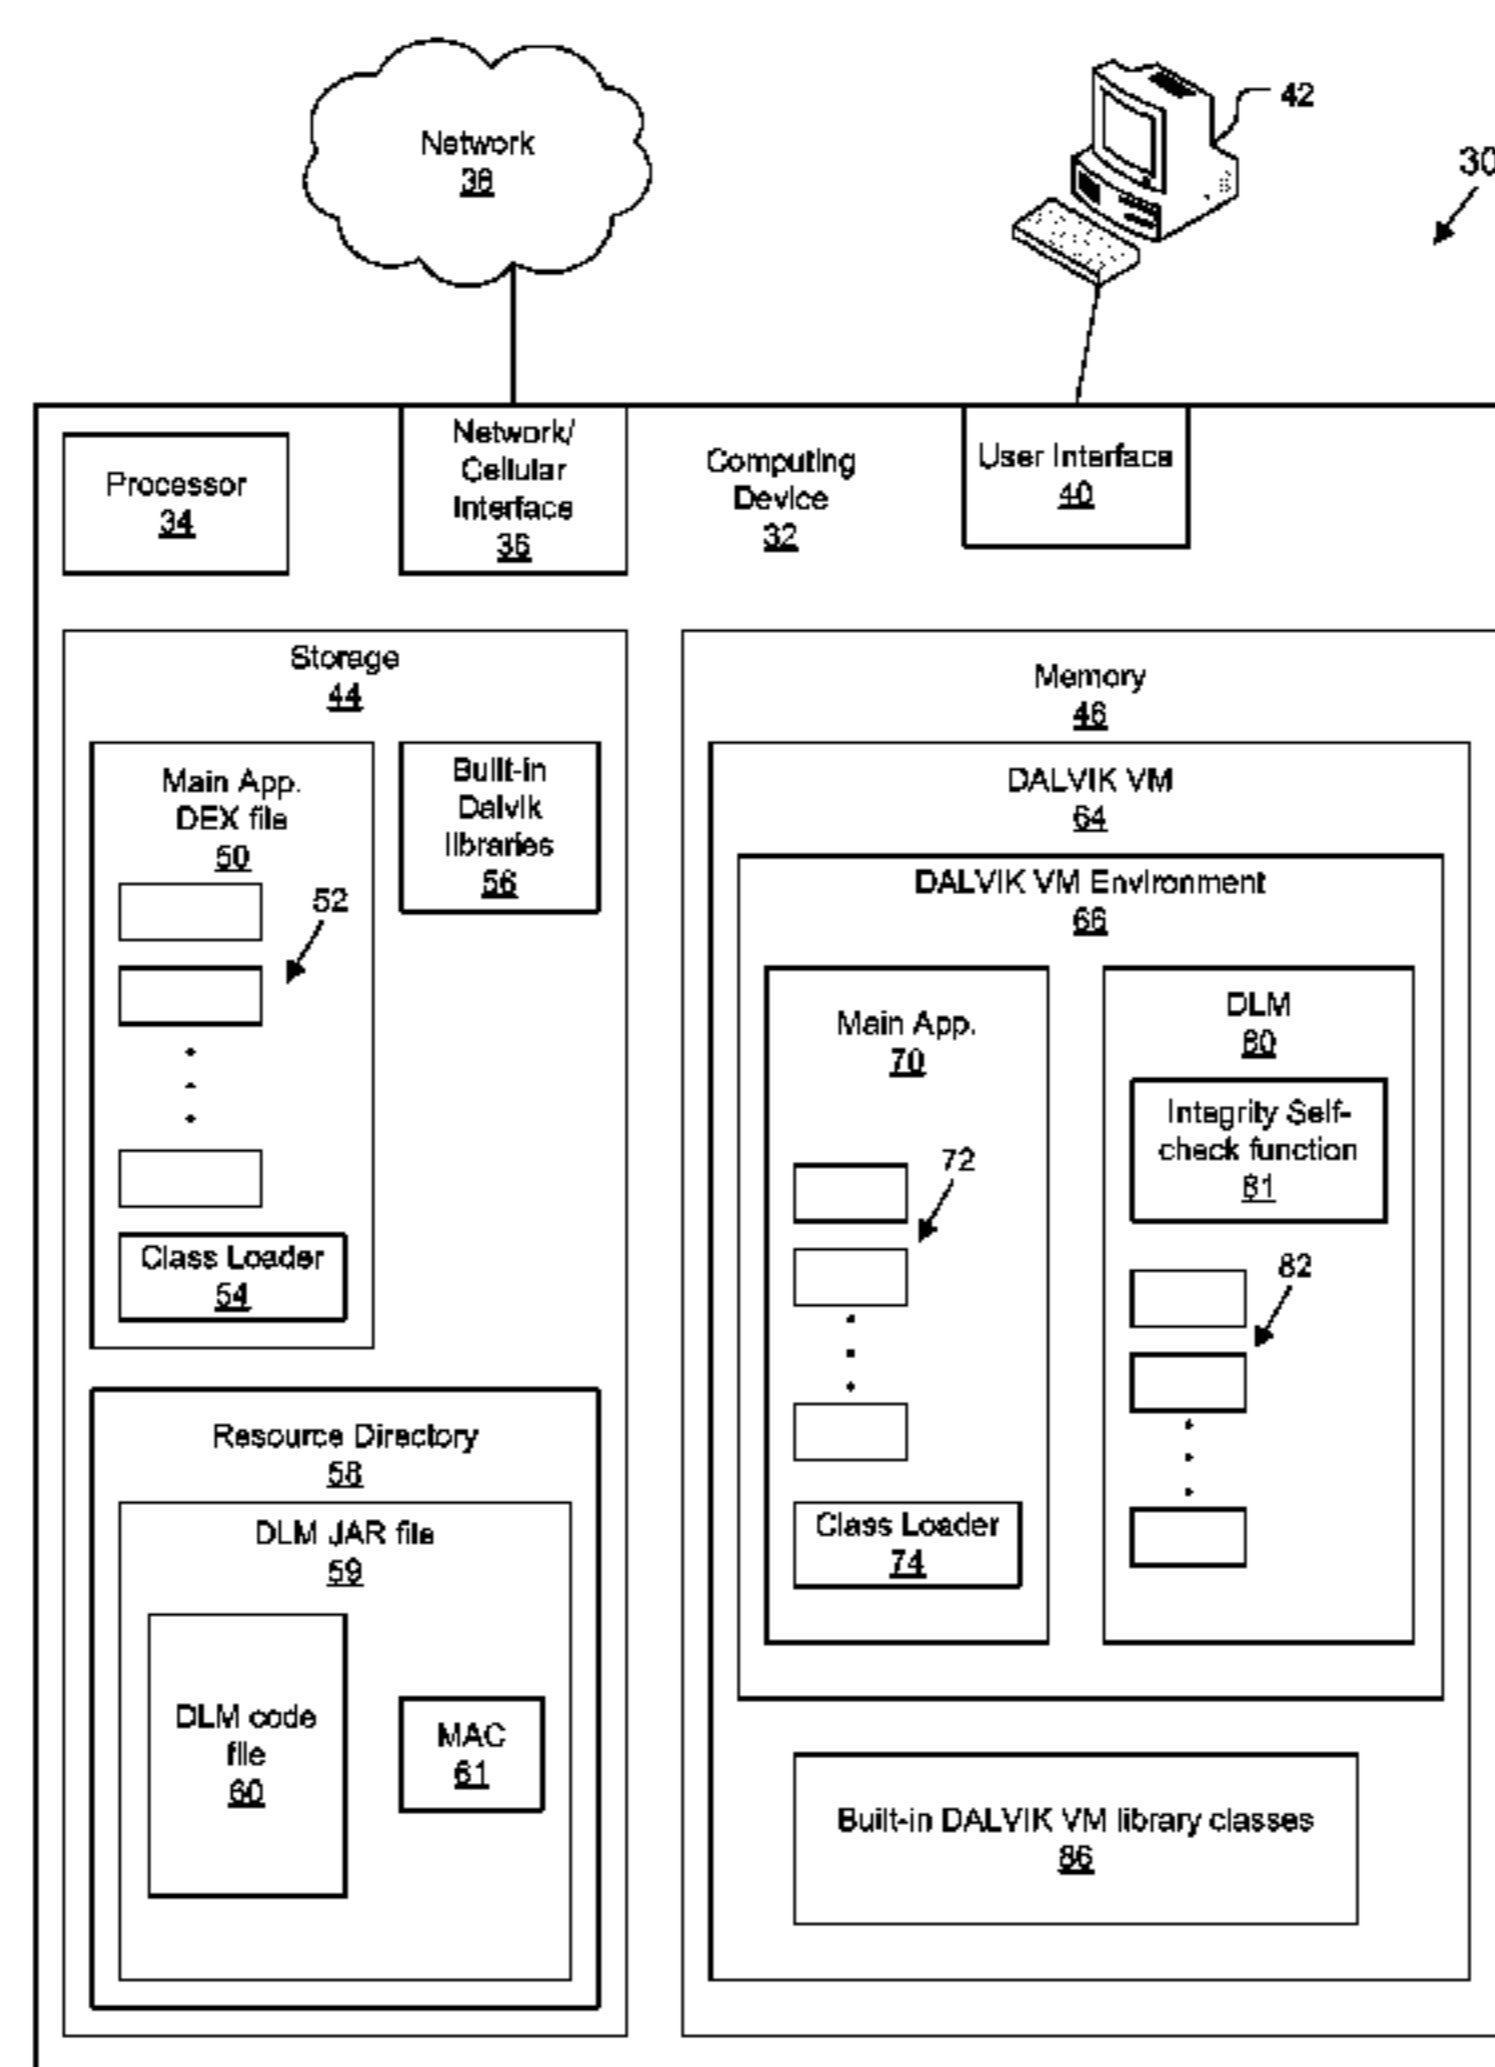 Network
38
42
30
Processor
34
Network/
Cellular
Interface
36
Computing
Device
32
User Interface
40
Storage
44
Main App.
DEX file
50
52
Class Loader
54
Built-in
Dalvik
libraries
56
Resource Directory
58
DLM JAR file
59
DLM code
file
60
MAC
61
Memory
46
DALVIK VM
64
DALVIK VM Environment
66
Main App.
70
72
Class Loader
74
DLM
80
Integrity Self-
check function
81
82
Built-in DALVIK VM library classes
86